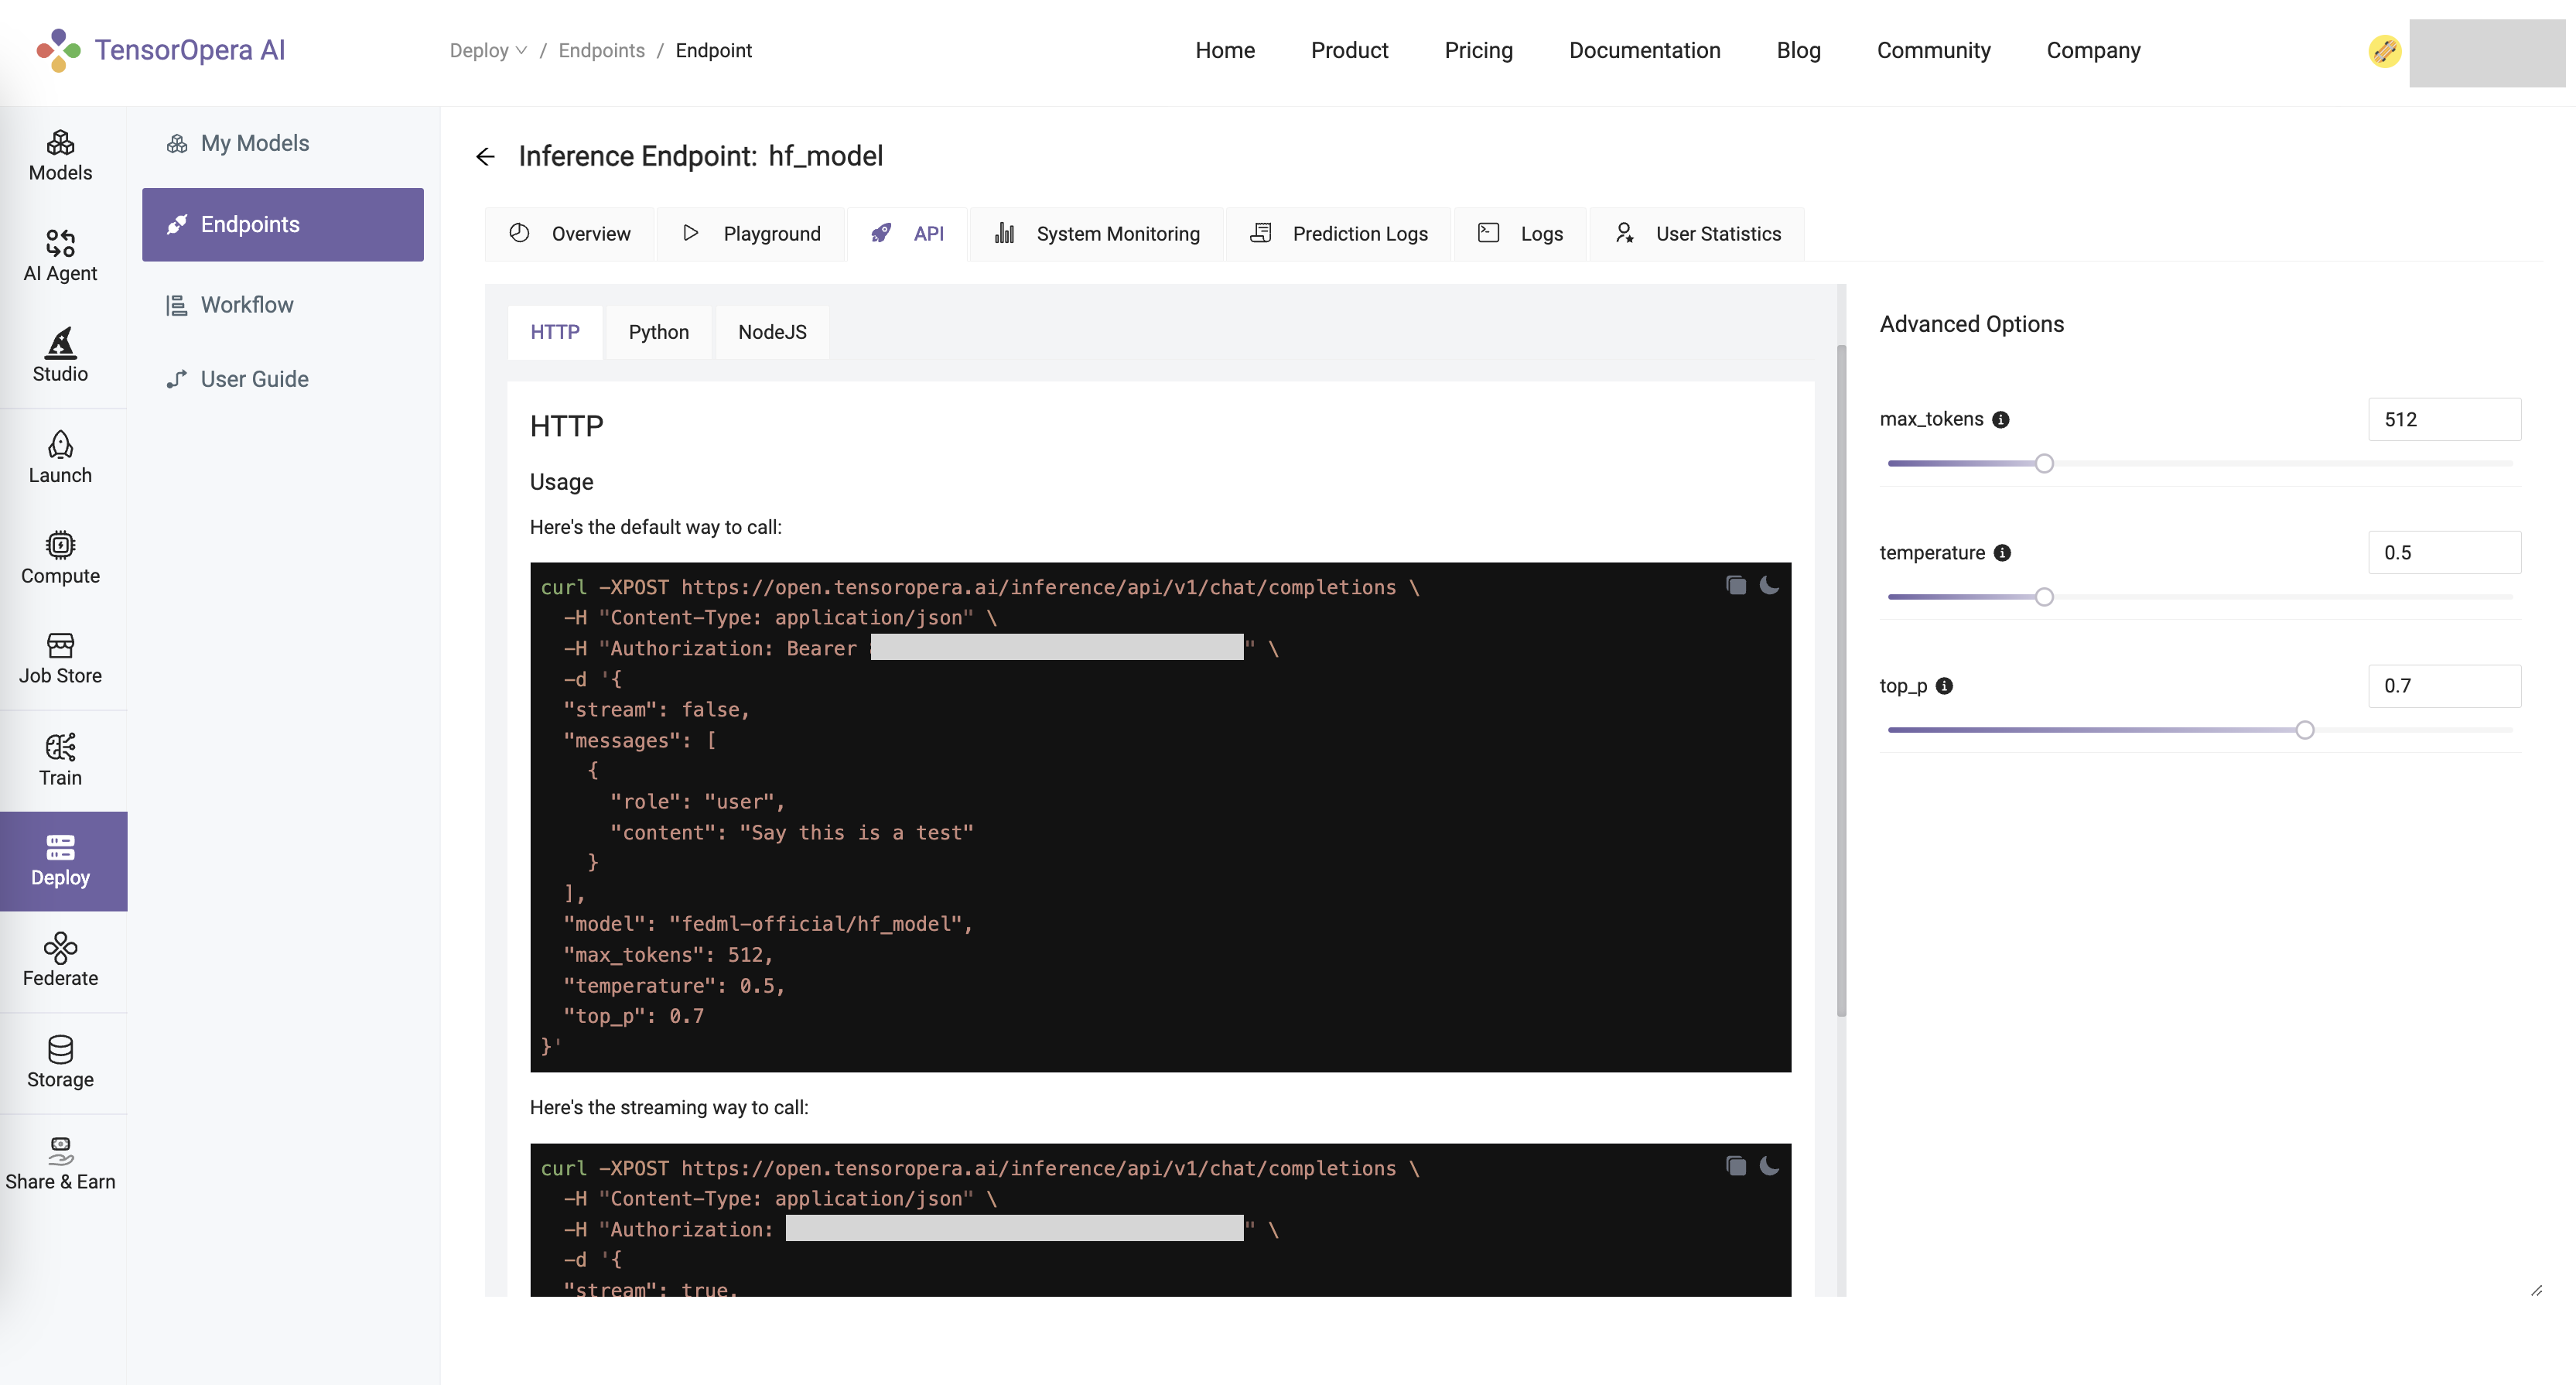 TensorOpera AI
Deploy / Endpoints / Endpoint
Home Product Pricing Documentation Blog Community Company
Models
AI Agent
Studio
Launch
Compute
Job Store
Train
Deploy
Federate
Storage
Share & Earn
My Models
Endpoints
Workflow
User Guide
Inference Endpoint: hf_model
Overview Playground API System Monitoring Prediction Logs Logs User Statistics
HTTP Python NodeJS
HTTP
Usage
Here's the default way to call:
curl -XPOST https://open.tensoropera.ai/inference/api/v1/chat/completions \
-H "Content-Type: application/json" \
-H "Authorization: Bearer " \
-d '{
"stream": false,
"messages": [
{
"role": "user",
"content": "Say this is a test"
}
],
"model": "fedml-official/hf_model",
"max_tokens": 512,
"temperature": 0.5,
"top_p": 0.7
}'
Here's the streaming way to call:
curl -XPOST https://open.tensoropera.ai/inference/api/v1/chat/completions \
-H "Content-Type: application/json" \
-H "Authorization: " \
-d '{
"stream": true,
Advanced Options
max_tokens 512
temperature 0.5
top_p 0.7